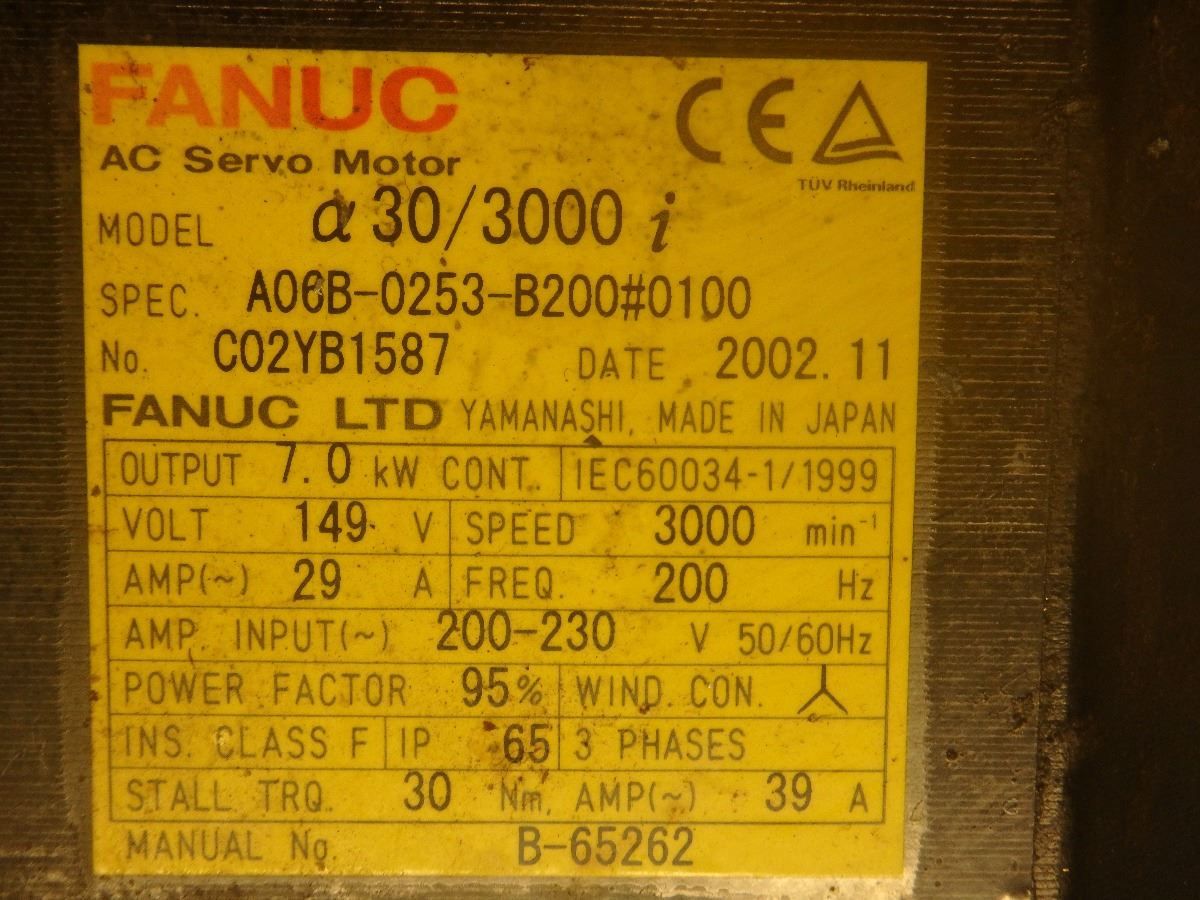 FANUC
AC Servo Motor
TÜV Rheinland
MODEL α30/3000 i
SPEC. A06B-0253-B200#0100
No. C02YB1587 DATE 2002.11
FANUC LTD YAMANASHI, MADE IN JAPAN
OUTPUT 7.0 kW CONT. IEC60034-1/1999
VOLT 149 V SPEED 3000 min⁻¹
AMP(~) 29 A FREQ. 200 Hz
AMP. INPUT(~) 200-230 V 50/60Hz
POWER FACTOR 95% WIND. CON.
INS. CLASS F IP 65 3 PHASES
STALL TRQ. 30 Nm, AMP(~) 39 A
MANUAL No. B-65262